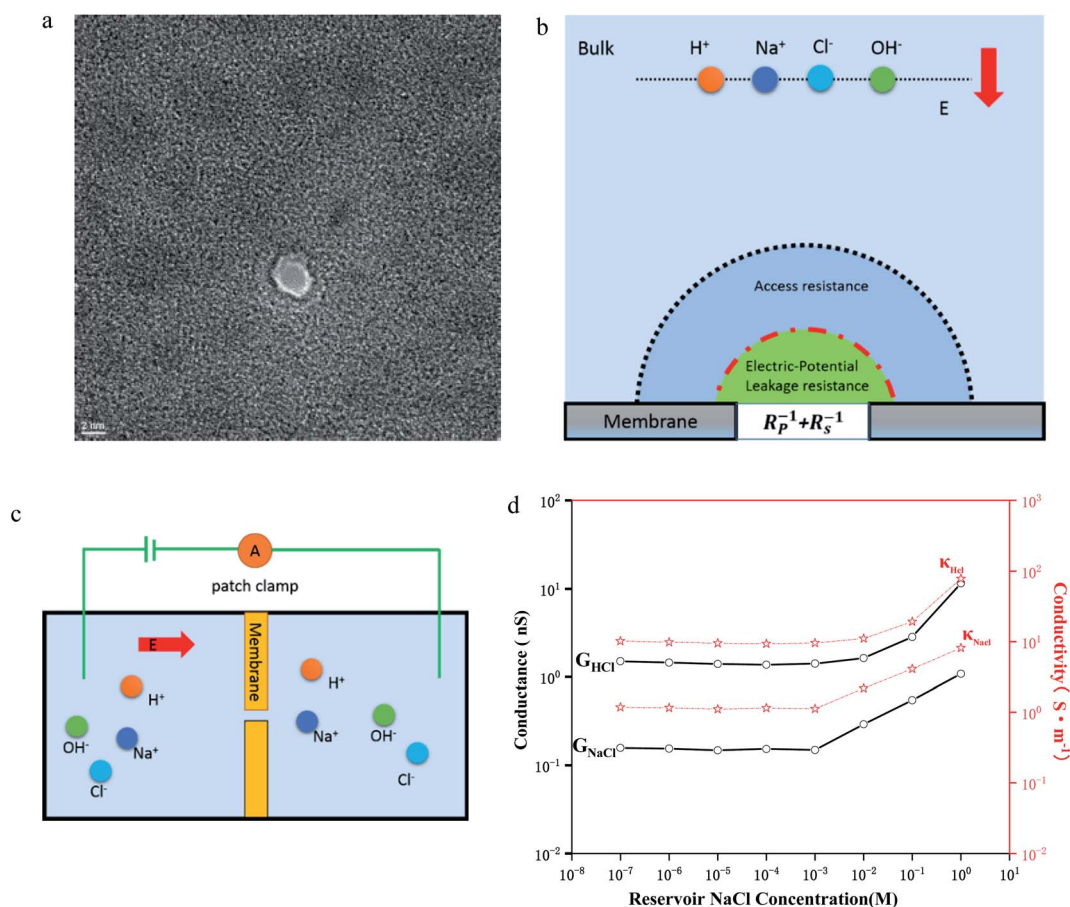 a
2 nm
b
Bulk
H⁺ Na⁺ Cl⁻ OH⁻
E
Access resistance
Electric-Potential
Leakage resistance
Membrane
R_P⁻¹+R_S⁻¹
c
A
patch clamp
E
Membrane
H⁺
OH⁻
Na⁺
Cl⁻
H⁺
Na⁺
OH⁻
Cl⁻
d
Conductance ( nS)
10²
10¹
10⁰
10⁻¹
10⁻²
G_HCl
G_NaCl
κ_Hcl
κ_Nacl
10³
10²
10¹
10⁰
10⁻¹
10⁻²
Conductivity( S·m⁻¹)
10⁻⁸ 10⁻⁷ 10⁻⁶ 10⁻⁵ 10⁻⁴ 10⁻³ 10⁻² 10⁻¹ 10⁰ 10¹
Reservoir NaCl Concentration(M)